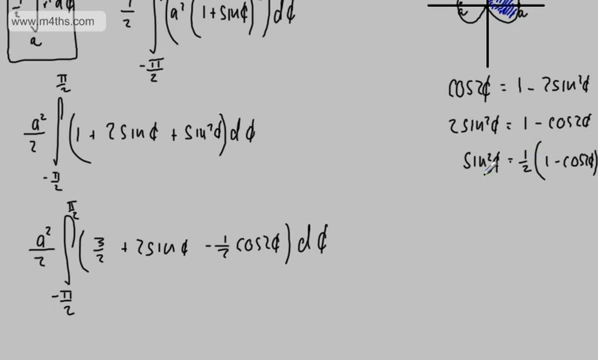 www.m4ths.com
a
1/2 ∫_{-π/2} (a²(1+sinϕ)²)dϕ
a
a
cos2ϕ = 1 - 2sin²ϕ
a²/2 ∫_{-π/2}^{π/2} (1 + 2sinϕ + sin²ϕ)dϕ
2sin²ϕ = 1 - cos2ϕ
sin²ϕ = 1/2(1-cos2ϕ)
a²/2 ∫_{-π/2}^{π/2} (3/2 + 2sinϕ - 1/2cos2ϕ)dϕ